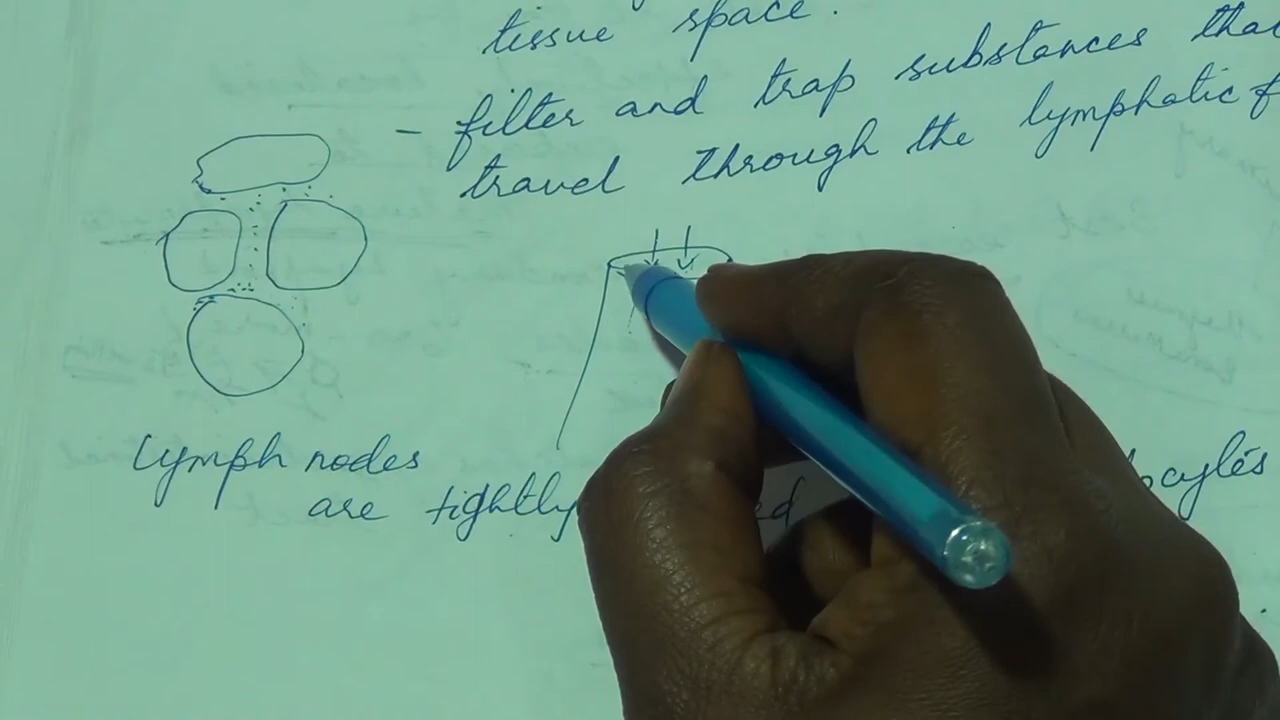 tissue space.
- filter and trap substances that
travel through the lymphatic
Lymph nodes
are tightly